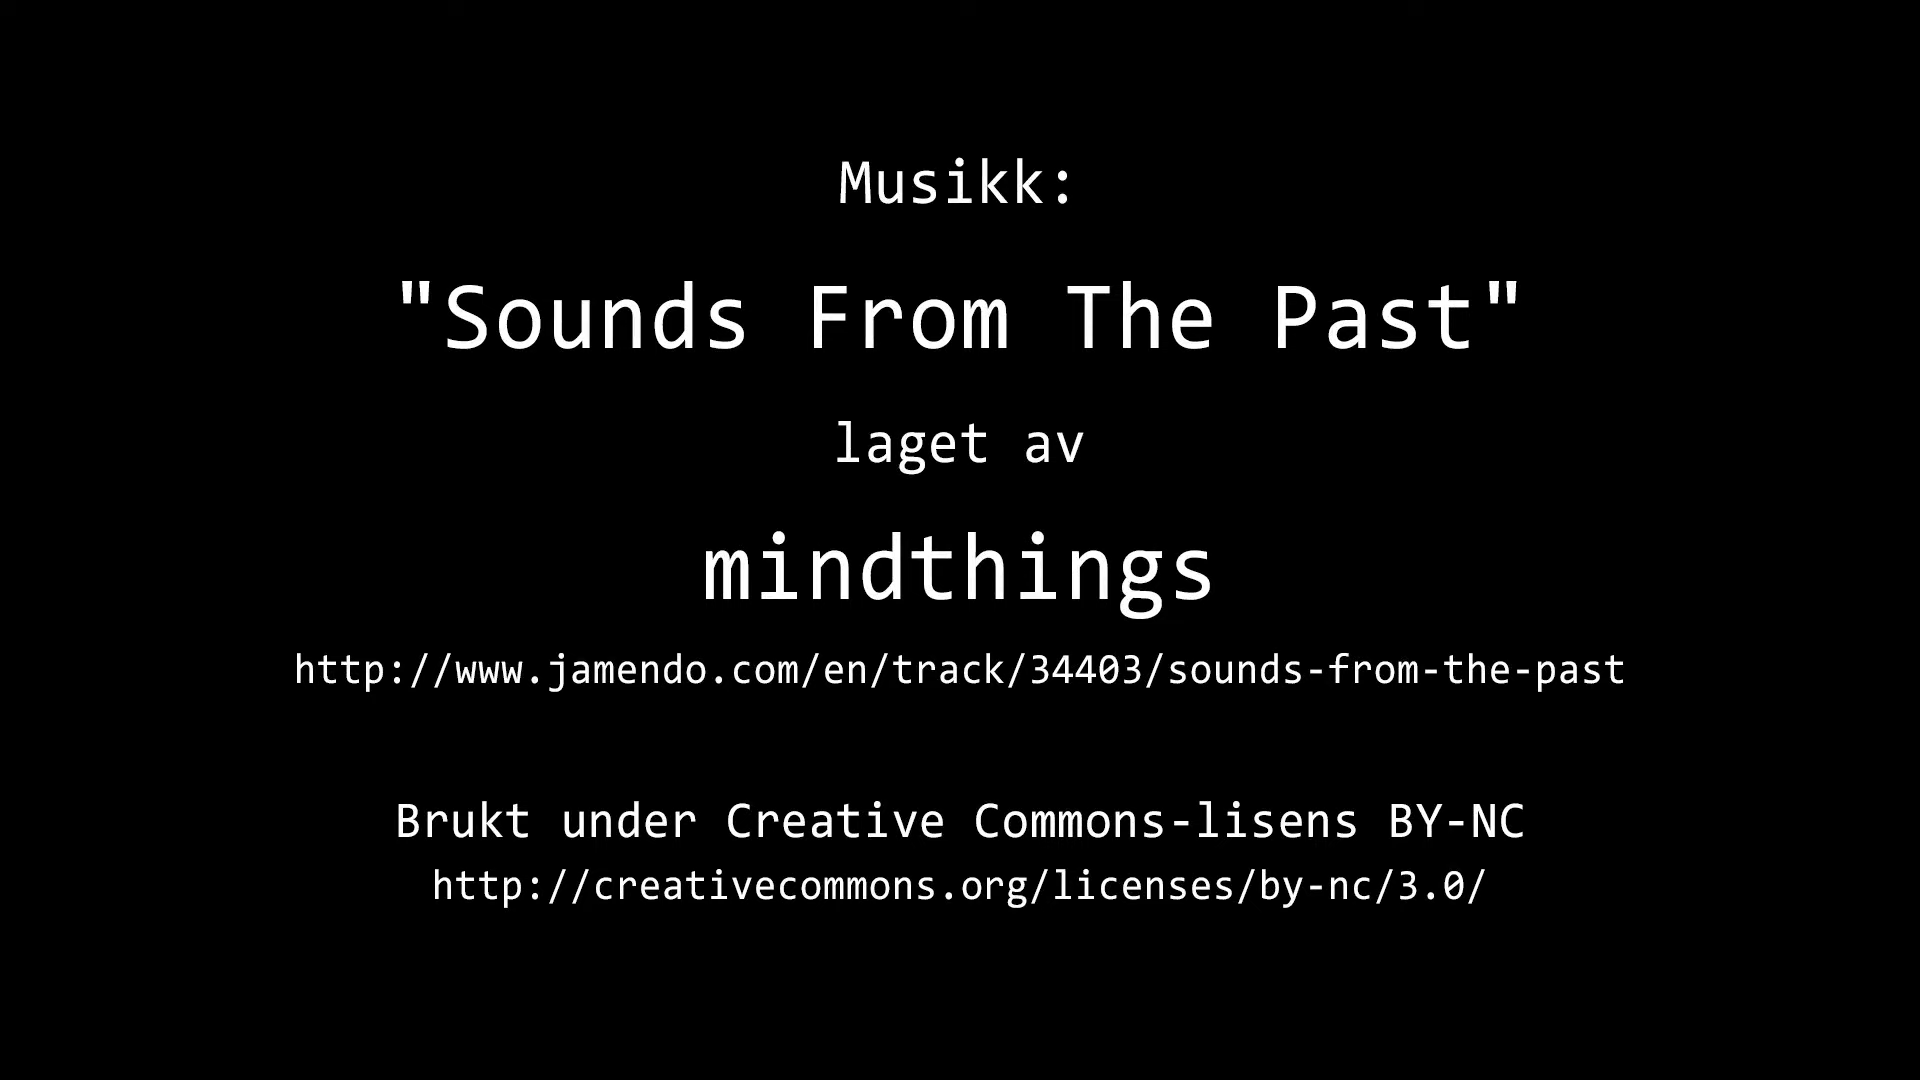 Musikk:
"Sounds From The Past"
laget av
mindthings
http://www.jamendo.com/en/track/34403/sounds-from-the-past
Brukt under Creative Commons-lisens BY-NC
http://creativecommons.org/licenses/by-nc/3.0/